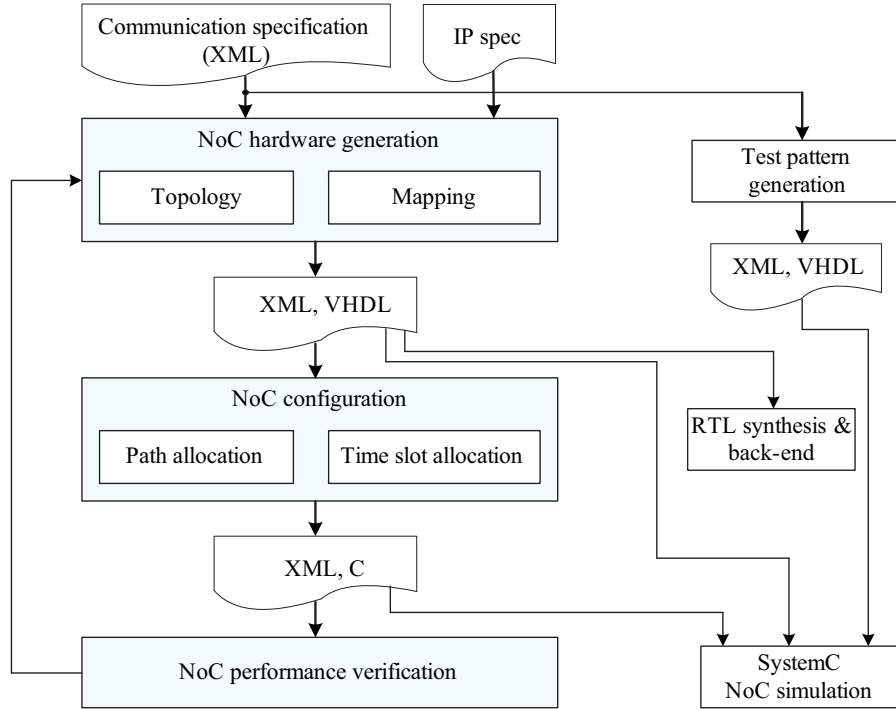 Communication specification
(XML)
IP spec
NoC hardware generation
Topology
Mapping
Test pattern
generation
XML, VHDL
XML, VHDL
NoC configuration
Path allocation
Time slot allocation
RTL synthesis &
back-end
XML, C
NoC performance verification
SystemC
NoC simulation